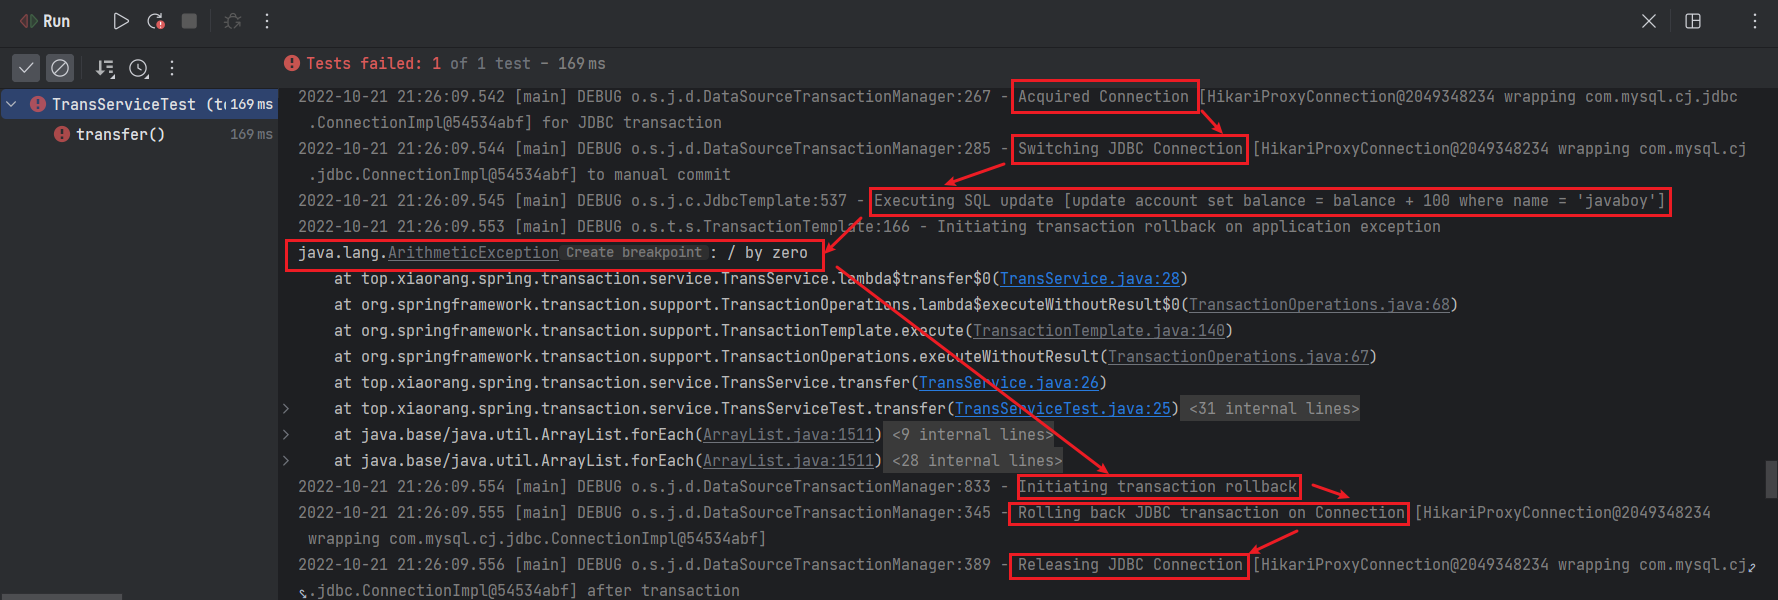 Run
Tests failed: 1 of 1 test – 169 ms
TransServiceTest (to 169 ms
transfer() 169 ms
2022-10-21 21:26:09.542 [main] DEBUG o.s.j.d.DataSourceTransactionManager:267 - Acquired Connection [HikariProxyConnection@2049348234 wrapping com.mysql.cj.jdbc
.ConnectionImpl@54534abf] for JDBC transaction
2022-10-21 21:26:09.544 [main] DEBUG o.s.j.d.DataSourceTransactionManager:285 - Switching JDBC Connection [HikariProxyConnection@2049348234 wrapping com.mysql.cj
.jdbc.ConnectionImpl@54534abf] to manual commit
2022-10-21 21:26:09.545 [main] DEBUG o.s.j.c.JdbcTemplate:537 - Executing SQL update [update account set balance = balance + 100 where name = 'javaboy']
2022-10-21 21:26:09.553 [main] DEBUG o.s.t.s.TransactionTemplate:166 - Initiating transaction rollback on application exception
java.lang.ArithmeticException Create breakpoint : / by zero
at top.xiaorang.spring.transaction.service.TransService.lambda$transfer$0(TransService.java:28)
at org.springframework.transaction.support.TransactionOperations.lambda$executeWithoutResult$0(TransactionOperations.java:68)
at org.springframework.transaction.support.TransactionTemplate.execute(TransactionTemplate.java:140)
at org.springframework.transaction.support.TransactionOperations.executeWithoutResult(TransactionOperations.java:67)
at top.xiaorang.spring.transaction.service.TransService.transfer(TransService.java:26)
at top.xiaorang.spring.transaction.service.TransServiceTest.transfer(TransServiceTest.java:25) <31 internal lines>
at java.base/java.util.ArrayList.forEach(ArrayList.java:1511) <9 internal lines>
at java.base/java.util.ArrayList.forEach(ArrayList.java:1511) <28 internal lines>
2022-10-21 21:26:09.554 [main] DEBUG o.s.j.d.DataSourceTransactionManager:833 - Initiating transaction rollback
2022-10-21 21:26:09.555 [main] DEBUG o.s.j.d.DataSourceTransactionManager:345 - Rolling back JDBC transaction on Connection [HikariProxyConnection@2049348234
wrapping com.mysql.cj.jdbc.ConnectionImpl@54534abf]
2022-10-21 21:26:09.556 [main] DEBUG o.s.j.d.DataSourceTransactionManager:389 - Releasing JDBC Connection [HikariProxyConnection@2049348234 wrapping com.mysql.cj
.jdbc.ConnectionImpl@54534abf] after transaction